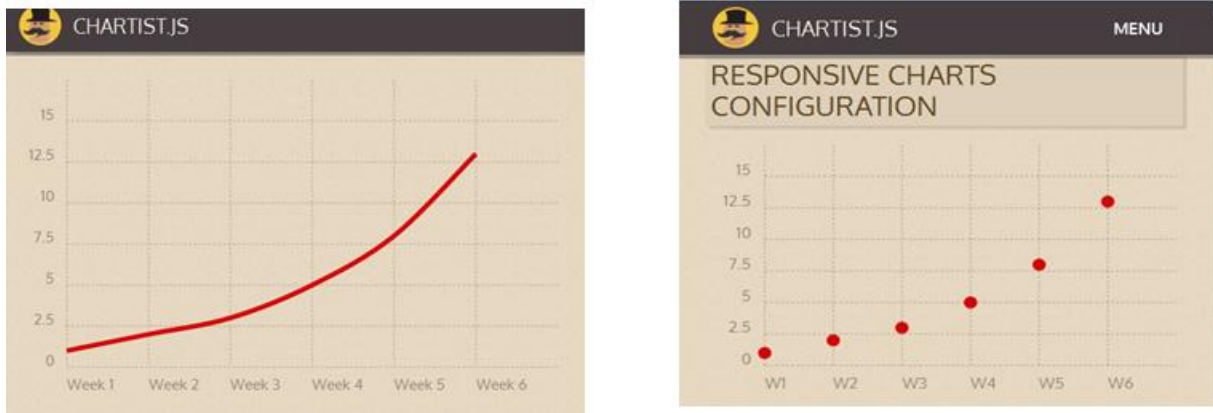 CHARTIST.JS
15
12.5
10
7.5
5
2.5
0
Week 1 Week 2 Week 3 Week 4 Week 5 Week 6
CHARTIST.JS MENU
RESPONSIVE CHARTS
CONFIGURATION
15
12.5
10
7.5
5
2.5
0
W1 W2 W3 W4 W5 W6